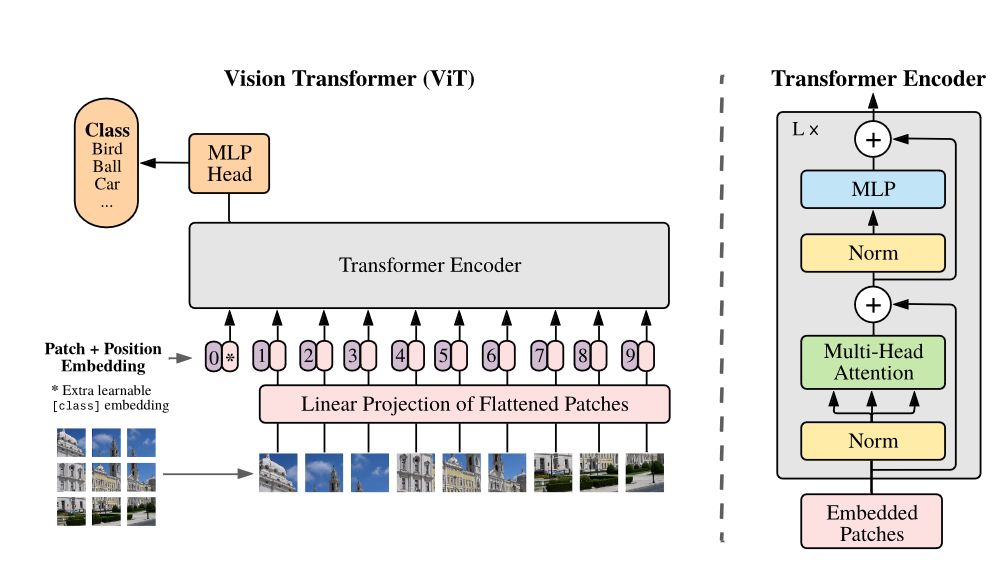 Vision Transformer (ViT)
Class
Bird
Ball
Car
...
MLP
Head
Transformer Encoder
Patch + Position
Embedding
0 * 1 2 3 4 5 6 7 8 9
* Extra learnable
[class] embedding
Linear Projection of Flattened Patches
Transformer Encoder
L ×
+
MLP
Norm
+
Multi-Head
Attention
Norm
Embedded
Patches